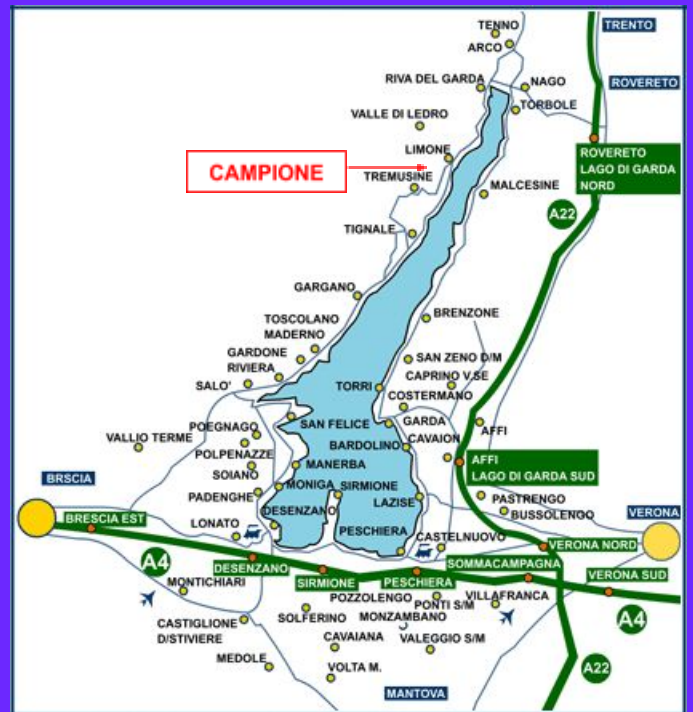 TENNO
TRENTO
ARCO
RIVA DEL GARDA
NAGO
ROVERETO
TORBOLE
VALLE DI LEDRO
LIMONE
ROVERETO
LAGO DI GARDA
NORD
CAMPIONE
TREMUSINE
MALCESINE
A22
TIGNALE
GARGANO
TOSCOLANO
MADERNO
BRENZONE
GARDONE
RIVIERA
SAN ZENO D/M
CAPRINO V.SE
SALO'
TORRI
COSTERMANO
SAN FELICE
GARDA
POEGNAGO
AFFI
VALLIO TERME
POLPENAZZE
BARDOLINO
CAVAION
SOIANO
MANERBA
AFFI
LAGO DI GARDA SUD
BRSCIA
PADENGHE
MONIGA
SIRMIONE
LAZISE
PASTRENGO
BUSSOLENGO
VERONA
DESENZANO
BRESCIA EST
LONATO
PESCHIERA
CASTELNUOVO
VERONA NORD
A4
DESENZANO
SIRMIONE
PESCHIERA
SOMMACAMPAGNA
VERONA SUD
MONTICHIARI
POZZOLENGO
PONTI S/M
VILLAFRANCA
A4
CASTIGLIONE
D/STIVIERE
SOLFERINO
MONZAMBANO
CAVAIANA
VALEGGIO S/M
MEDOLE
VOLTA M.
A22
MANTOVA